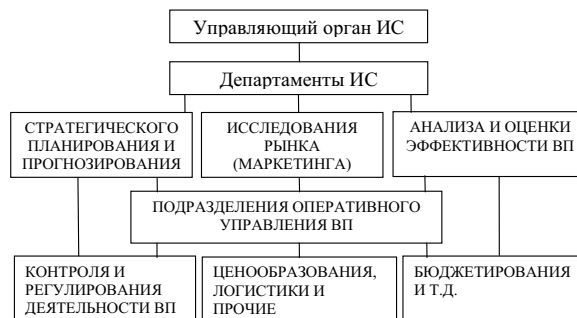 Управляющий орган ИС
Департаменты ИС
СТРАТЕГИЧЕСКОГО
ПЛАНИРОВАНИЯ И
ПРОГНОЗИРОВАНИЯ
ИССЛЕДОВАНИЯ
РЫНКА
(МАРКЕТИНГА)
АНАЛИЗА И ОЦЕНКИ
ЭФФЕКТИВНОСТИ ВП
ПОДРАЗДЕЛЕНИЯ ОПЕРАТИВНОГО
УПРАВЛЕНИЯ ВП
КОНТРОЛЯ И
РЕГУЛИРОВАНИЯ
ДЕЯТЕЛЬНОСТИ ВП
ЦЕНООБРАЗОВАНИЯ,
ЛОГИСТИКИ И
ПРОЧИЕ
БЮДЖЕТИРОВАНИЯ
И Т.Д.